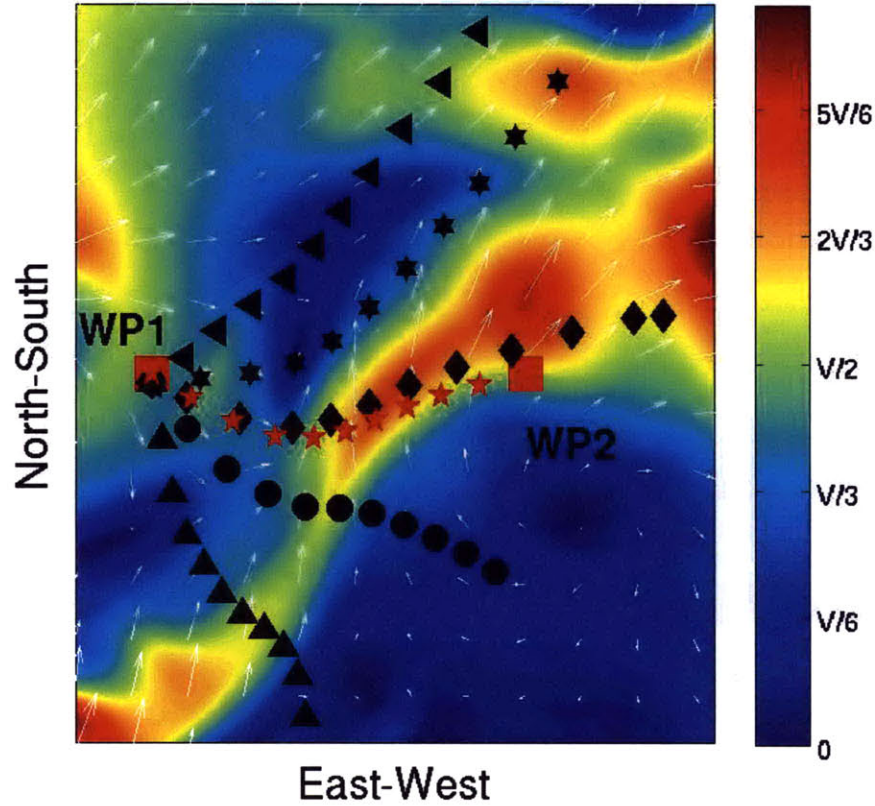 5V/6
2V/3
V/2
V/3
V/6
0
WP1
WP2
North-South
East-West